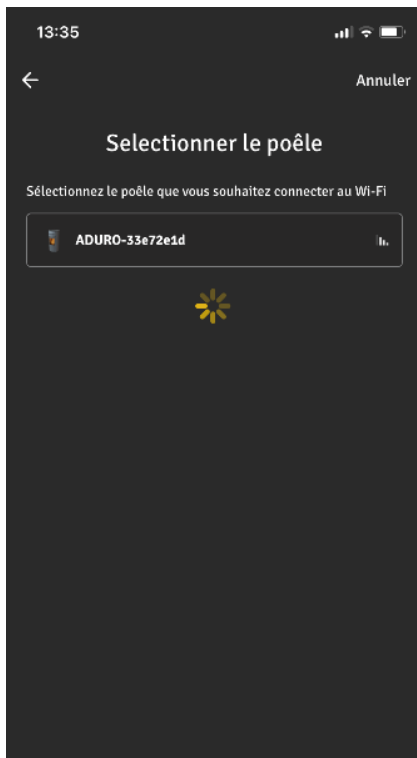 13:35
Annuler
Selectionner le poêle
Sélectionnez le poêle que vous souhaitez connecter au Wi-Fi
ADURO-33e72e1d